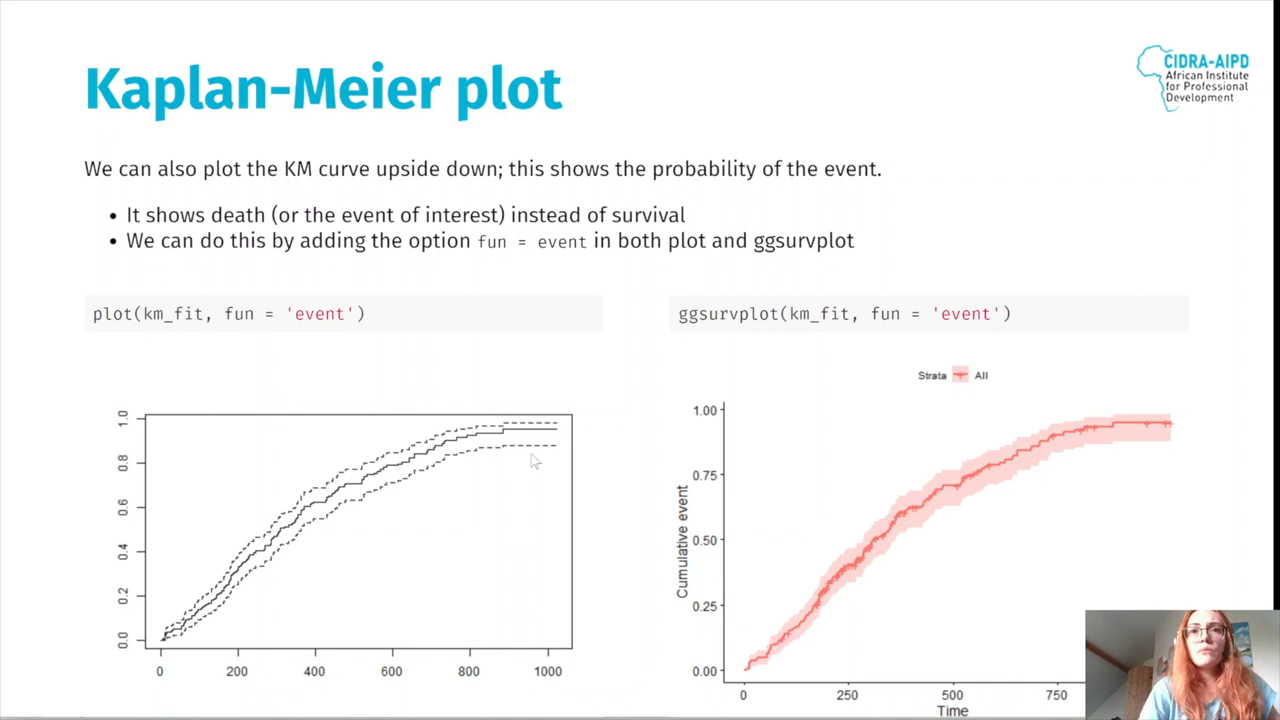 Kaplan-Meier plot
CIDRA-AIPD
African Institute
for Professional
Development
We can also plot the KM curve upside down; this shows the probability of the event.
• It shows death (or the event of interest) instead of survival
• We can do this by adding the option fun = event in both plot and ggsurvplot
plot(km_fit, fun = 'event')
0.0 0.2 0.4 0.6 0.8 1.0
0 200 400 600 800 1000
ggsurvplot(km_fit, fun = 'event')
Strata All
Cumulative event
1.00
0.75
0.50
0.25
0.00
0 250 500 750
Time